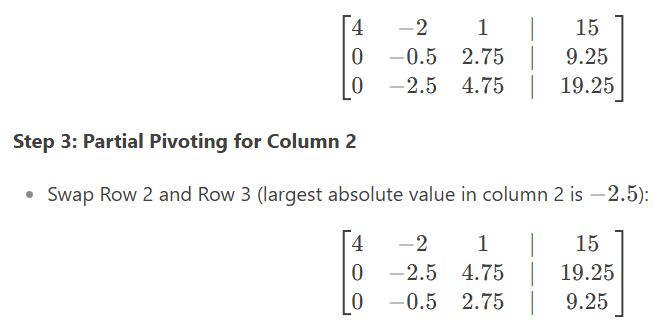 4 −2 1 | 15
0 −0.5 2.75 | 9.25
0 −2.5 4.75 | 19.25
Step 3: Partial Pivoting for Column 2
• Swap Row 2 and Row 3 (largest absolute value in column 2 is −2.5):
4 −2 1 | 15
0 −2.5 4.75 | 19.25
0 −0.5 2.75 | 9.25